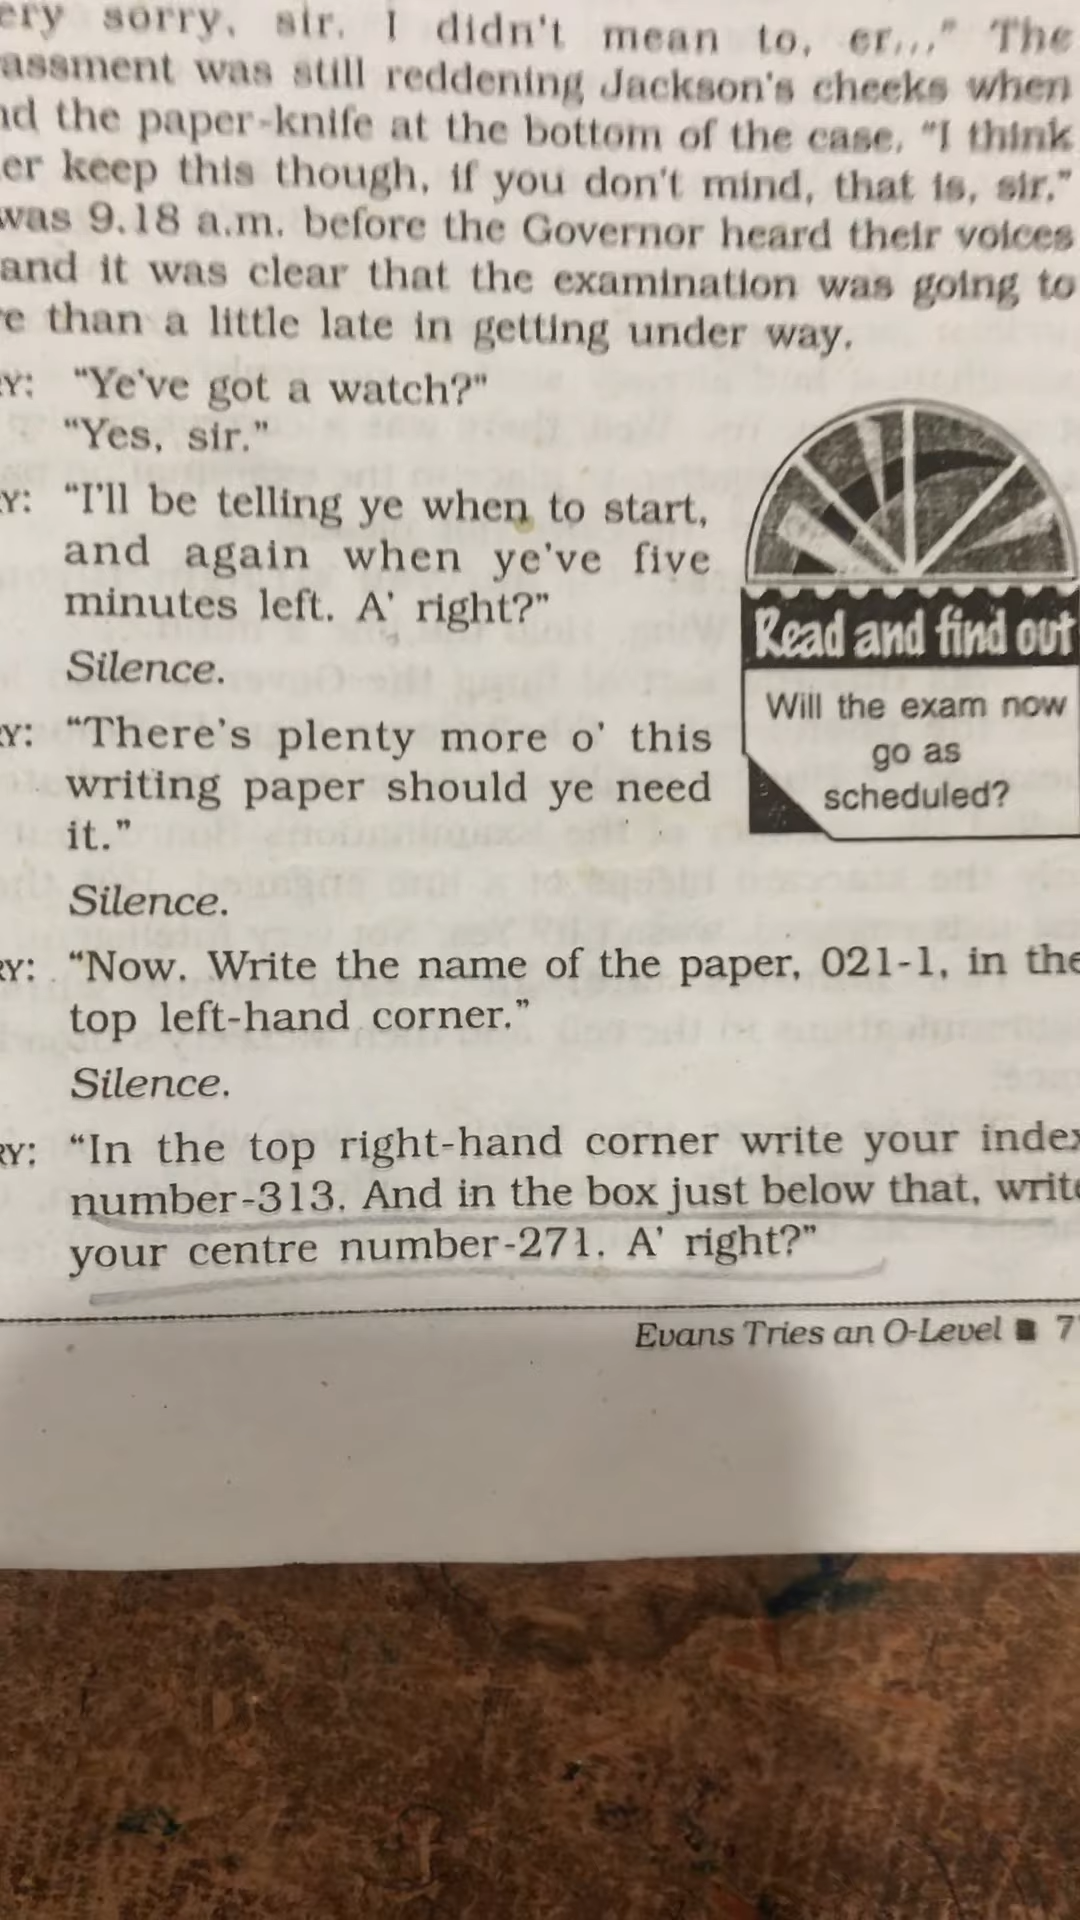 ery sorry, sir. I didn't mean to, er..." The
assment was still reddening Jackson's cheeks when
nd the paper-knife at the bottom of the case. "I think
er keep this though, if you don't mind, that is, sir."
was 9.18 a.m. before the Governor heard their voices
and it was clear that the examination was going to
e than a little late in getting under way.
Y: "Ye've got a watch?"
"Yes, sir."
Y: "I'll be telling ye when to start,
and again when ye've five
minutes left. A' right?"
Silence.
Y: "There's plenty more o' this
writing paper should ye need
it."
Silence.
Read and find out
Will the exam now
go as
scheduled?
RY: "Now. Write the name of the paper, 021-1, in the
top left-hand corner."
Silence.
RY: "In the top right-hand corner write your index
number-313. And in the box just below that, write
your centre number-271. A' right?"
Evans Tries an O-Level ■ 7